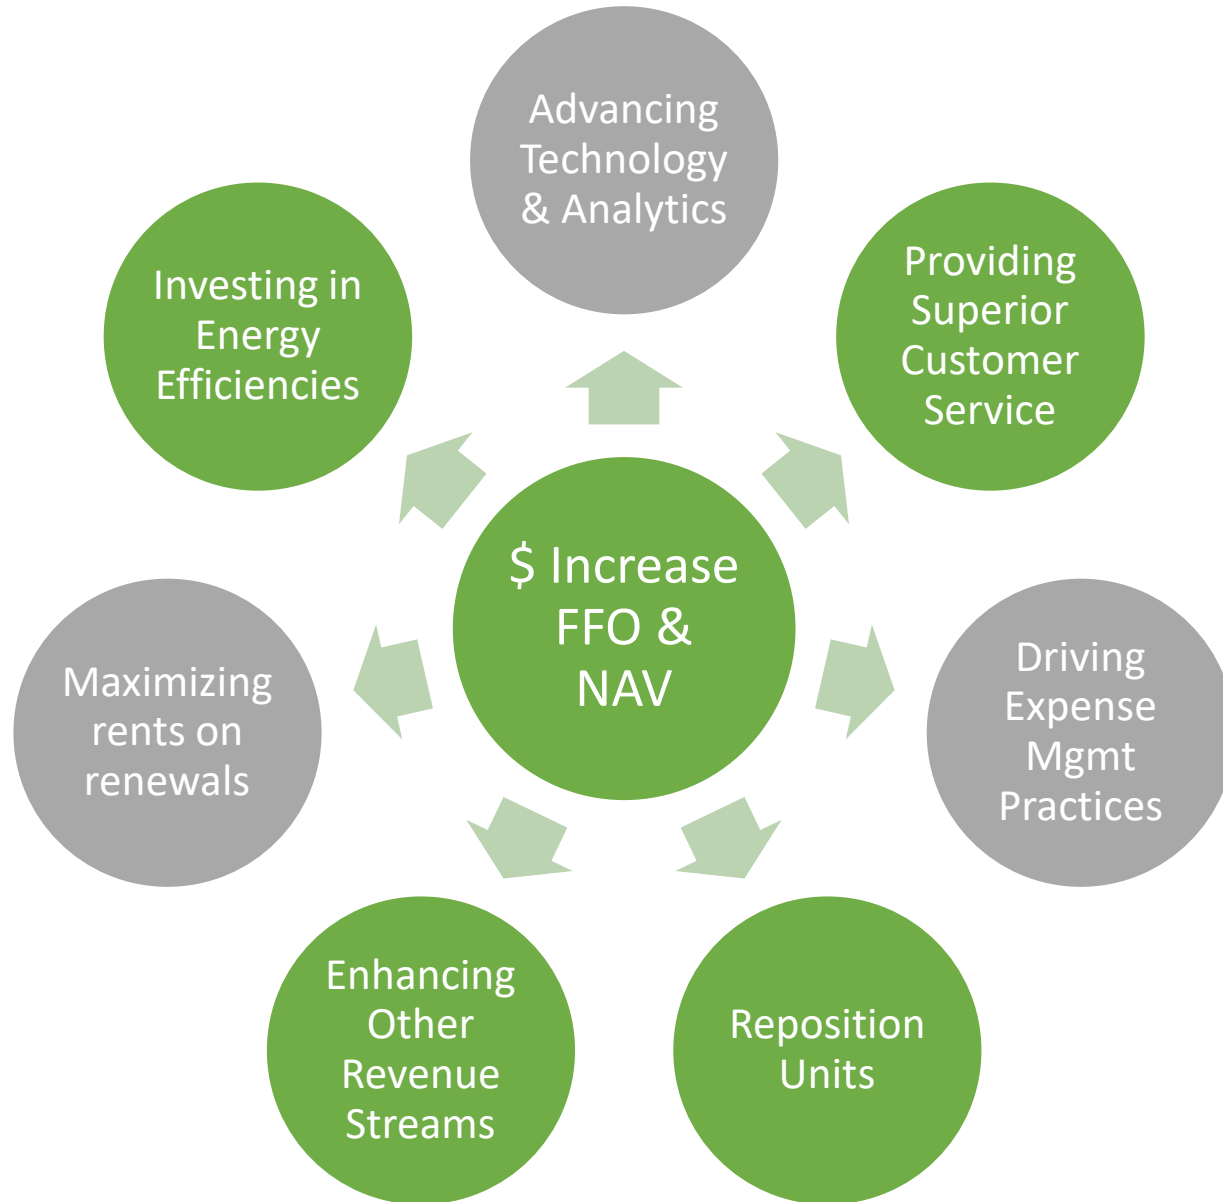 Advancing
Technology
& Analytics
Providing
Superior
Customer
Service
Driving
Expense
Mgmt
Practices
Reposition
Units
Enhancing
Other
Revenue
Streams
Maximizing
rents on
renewals
Investing in
Energy
Efficiencies
$ Increase
FFO &
NAV